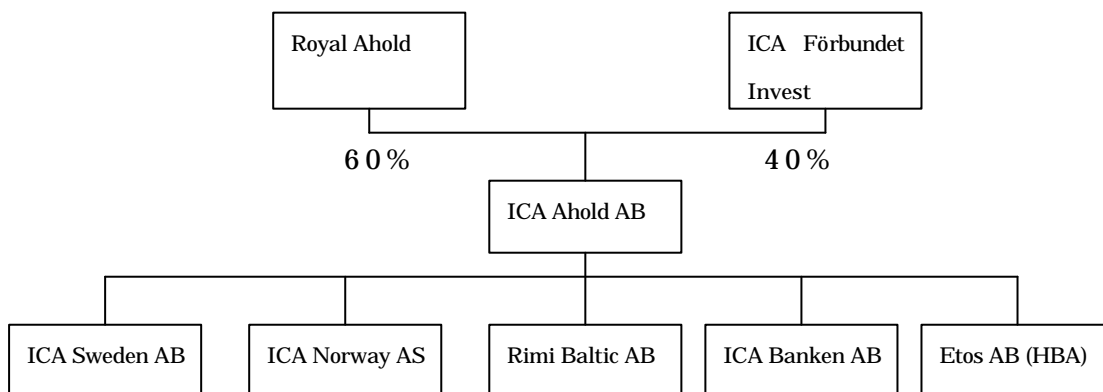 Royal Ahold
ICA Förbundet
Invest
60%
40%
ICA Ahold AB
ICA Sweden AB
ICA Norway AS
Rimi Baltic AB
ICA Banken AB
Etos AB (HBA)